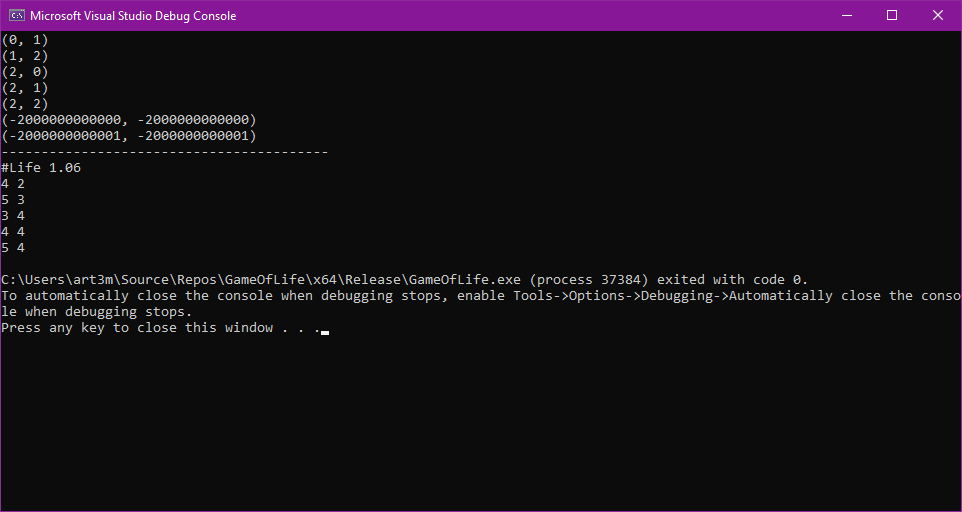 Microsoft Visual Studio Debug Console
(0, 1)
(1, 2)
(2, 0)
(2, 1)
(2, 2)
(-2000000000000, -2000000000000)
(-2000000000001, -2000000000001)
-----------------------------------------
#Life 1.06
4 2
5 3
3 4
4 4
5 4
C:\Users\art3m\Source\Repos\GameOfLife\x64\Release\GameOfLife.exe (process 37384) exited with code 0.
To automatically close the console when debugging stops, enable Tools->Options->Debugging->Automatically close the conso
le when debugging stops.
Press any key to close this window . . .